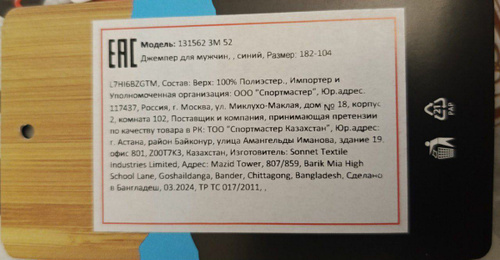 EAC Модель: 131562 3M 52
Джемпер для мужчин, , синий, Размер: 182-104
L7HI6BZGTM, Состав: Верх: 100% Полиэстер., Импортер и
Уполномоченная организация: ООО "Спортмастер", Юр.адрес:
117437, Россия, г. Москва, ул. Миклухо-Маклая, дом № 18, корпус
2, комната 102, Поставщик и компания, принимающая претензии
по качеству товара в РК: ТОО "Спортмастер Казахстан", Юр.адрес:
г. Астана, район Байконур, улица Амангельды Иманова, здание 19,
офис 801, Z00T7K3, Казахстан, Изготовитель: Sonnet Textile
Industries Limited, Адрес: Mazid Tower, 807/859, Barik Mia High
School Lane, Goshaildanga, Bander, Chittagong, Bangladesh, Сделано
в Бангладеш, 03.2024, ТР ТС 017/2011, ,
21
PAP